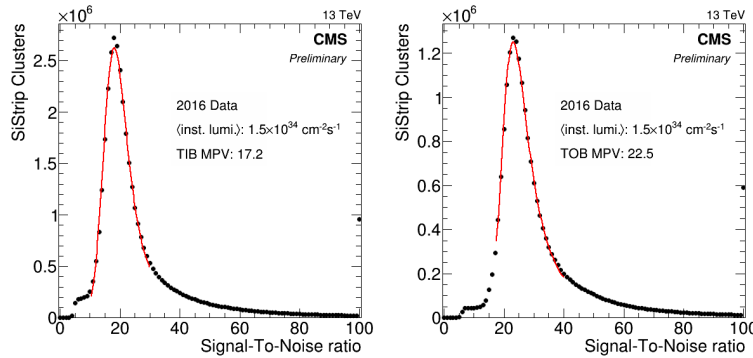 ×10⁶
13 TeV
CMS
Preliminary
SiStrip Clusters
2016 Data
⟨inst. lumi.⟩: 1.5×10³⁴ cm⁻²s⁻¹
TIB MPV: 17.2
2.5
2
1.5
1
0.5
0
0 20 40 60 80 100
Signal-To-Noise ratio
×10⁶
13 TeV
CMS
Preliminary
SiStrip Clusters
2016 Data
⟨inst. lumi.⟩: 1.5×10³⁴ cm⁻²s⁻¹
TOB MPV: 22.5
1.2
1
0.8
0.6
0.4
0.2
0
0 20 40 60 80 100
Signal-To-Noise ratio